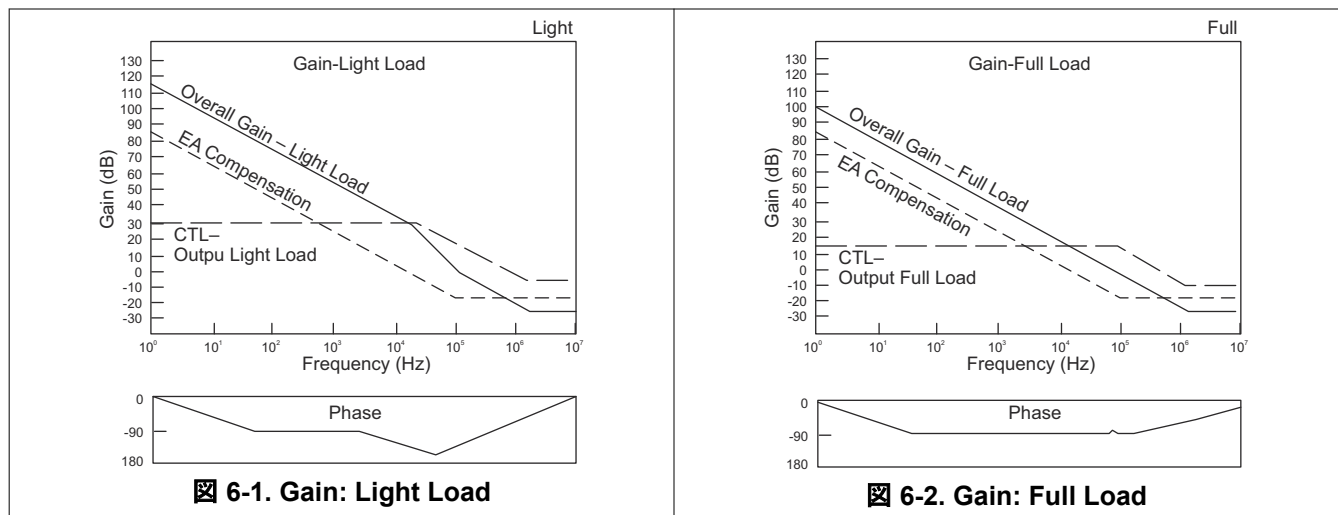 Light
Gain-Light Load
Gain (dB)
130
120
110
100
90
80
70
60
50
40
30
20
10
0
-10
-20
-30
Overall Gain – Light Load
EA Compensation
CTL–
Outpu Light Load
10⁰ 10¹ 10² 10³ 10⁴ 10⁵ 10⁶ 10⁷
Frequency (Hz)
Phase
0
-90
180
図 6-1. Gain: Light Load
Full
Gain-Full Load
Gain (dB)
130
120
110
100
90
80
70
60
50
40
30
20
10
0
-10
-20
-30
Overall Gain – Full Load
EA Compensation
CTL–
Output Full Load
10⁰ 10¹ 10² 10³ 10⁴ 10⁵ 10⁶ 10⁷
Frequency (Hz)
Phase
0
-90
180
図 6-2. Gain: Full Load